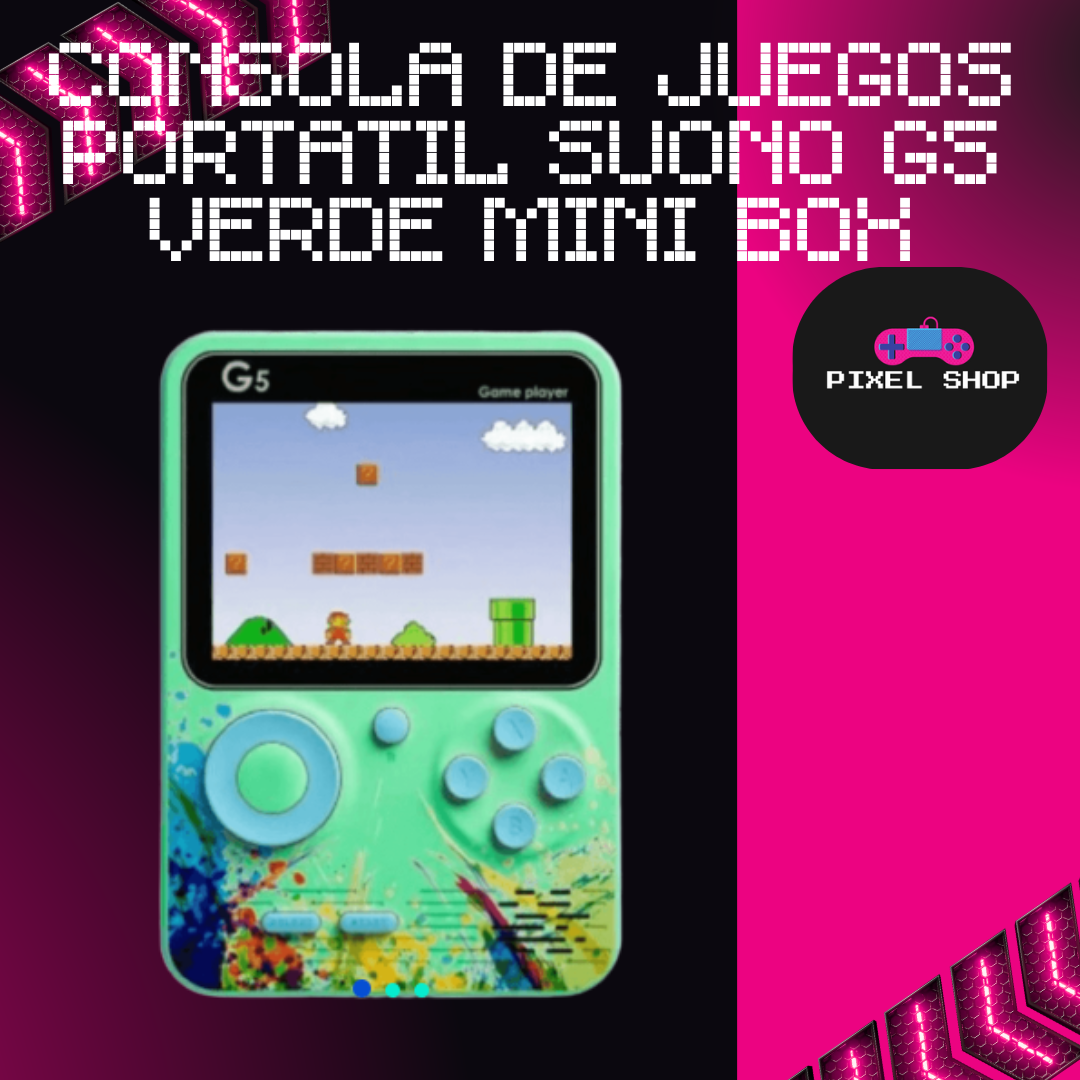 CONSOLA DE JUEGOS
PORTATIL SUONO G5
VERDE MINI BOX
PIXEL SHOP
G5
Game player